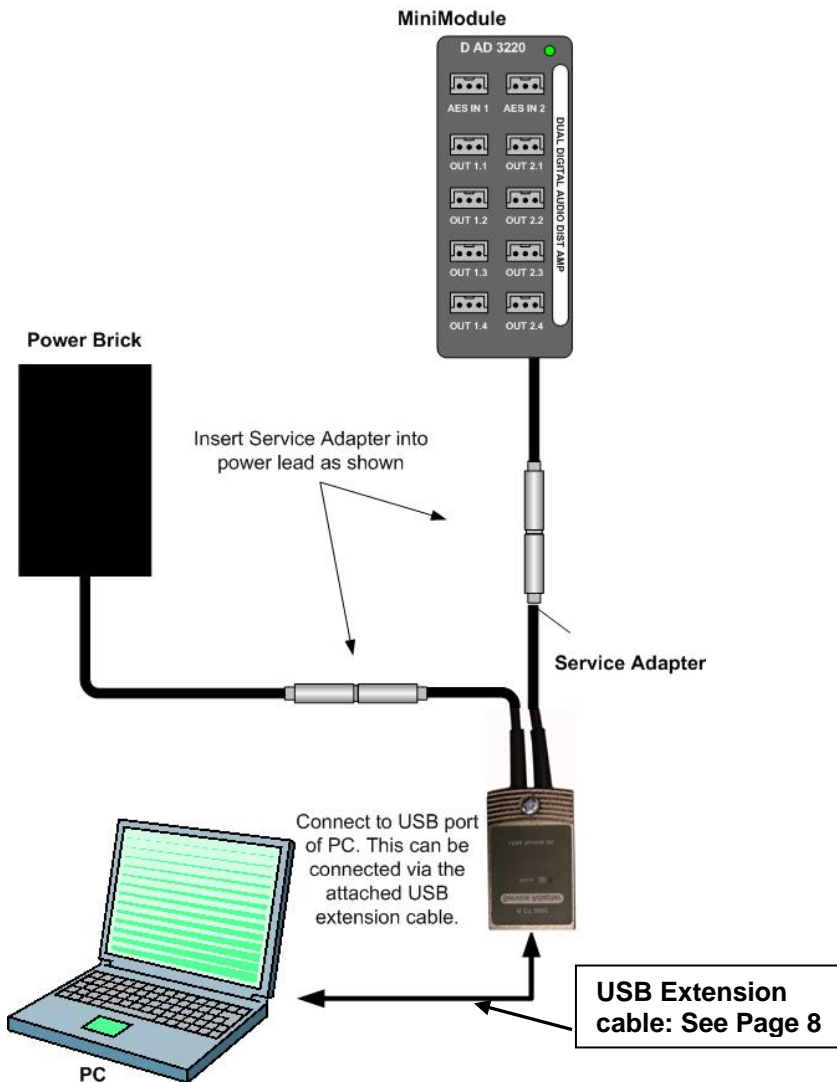 MiniModule
D AD 3220
AES IN 1 AES IN 2
OUT 1.1 OUT 2.1
OUT 1.2 OUT 2.2
OUT 1.3 OUT 2.3
OUT 1.4 OUT 2.4
DUAL DIGITAL AUDIO DIST AMP
Power Brick
Insert Service Adapter into
power lead as shown
Service Adapter
Connect to USB port
of PC. This can be
connected via the
attached USB
extension cable.
Service Adapter
USB Extension
cable: See Page 8
PC